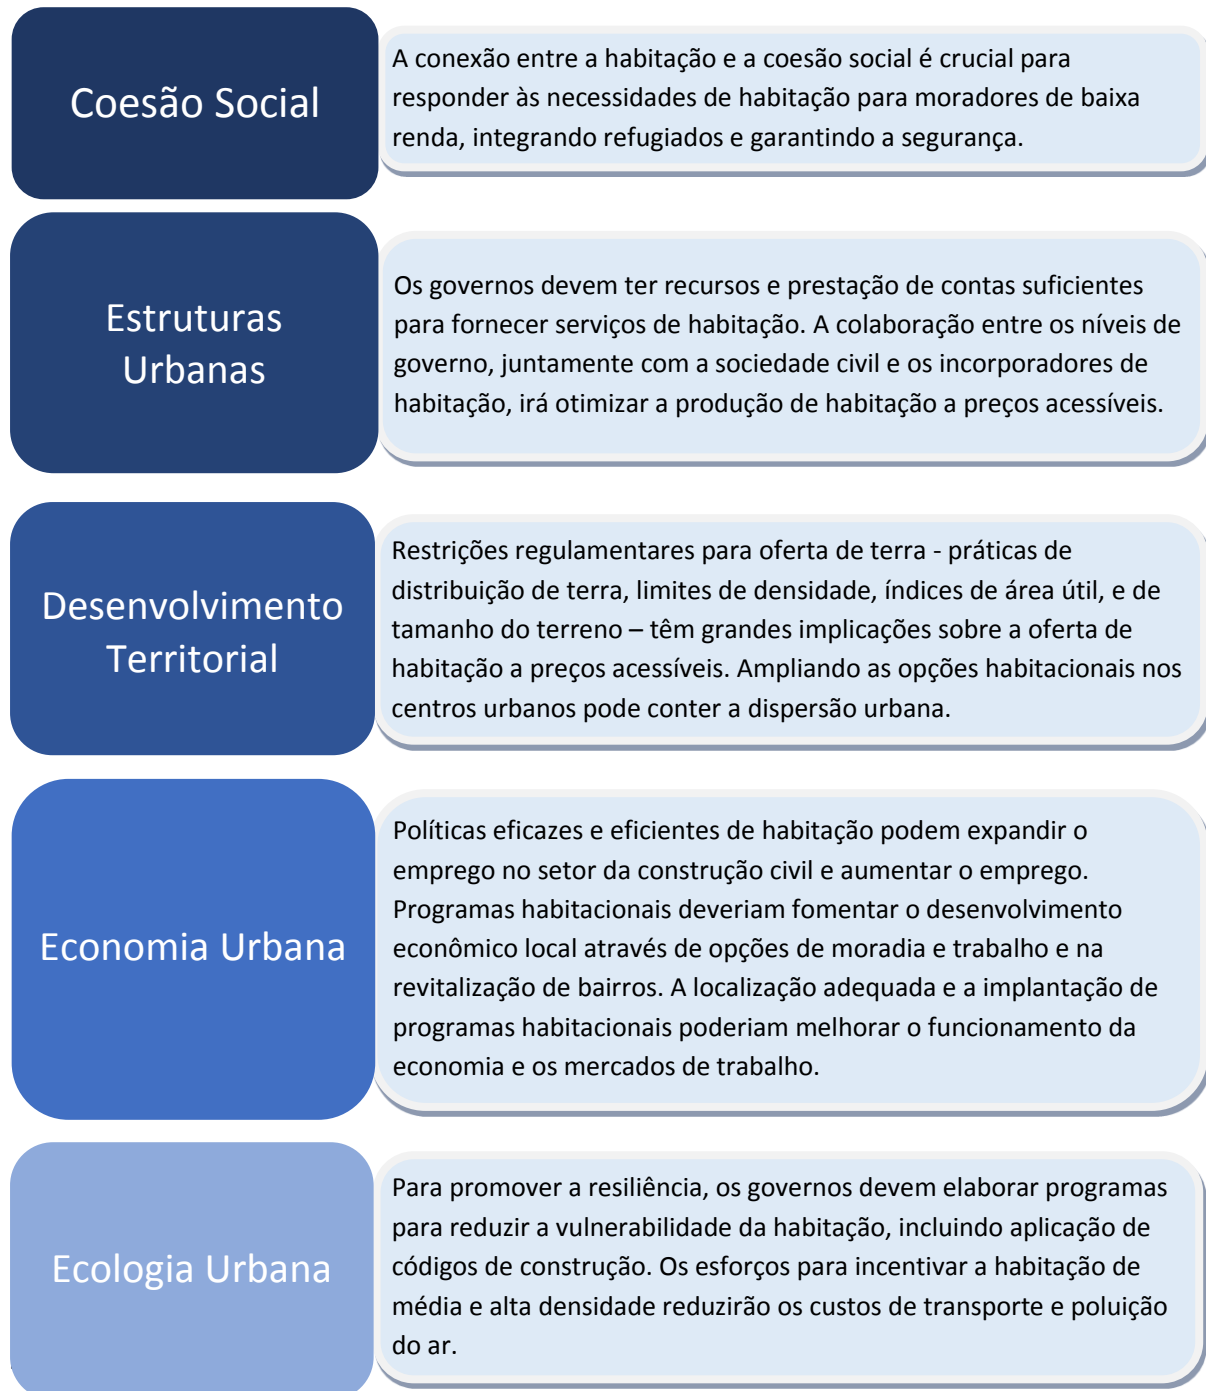 Coesão Social
A conexão entre a habitação e a coesão social é crucial para
responder às necessidades de habitação para moradores de baixa
renda, integrando refugiados e garantindo a segurança.
Estruturas
Urbanas
Os governos devem ter recursos e prestação de contas suficientes
para fornecer serviços de habitação. A colaboração entre os níveis de
governo, juntamente com a sociedade civil e os incorporadores de
habitação, irá otimizar a produção de habitação a preços acessíveis.
Desenvolvimento
Territorial
Restrições regulamentares para oferta de terra - práticas de
distribuição de terra, limites de densidade, índices de área útil, e de
tamanho do terreno – têm grandes implicações sobre a oferta de
habitação a preços acessíveis. Ampliando as opções habitacionais nos
centros urbanos pode conter a dispersão urbana.
Economia Urbana
Políticas eficazes e eficientes de habitação podem expandir o
emprego no setor da construção civil e aumentar o emprego.
Programas habitacionais deveriam fomentar o desenvolvimento
econômico local através de opções de moradia e trabalho e na
revitalização de bairros. A localização adequada e a implantação de
programas habitacionais poderiam melhorar o funcionamento da
economia e os mercados de trabalho.
Ecologia Urbana
Para promover a resiliência, os governos devem elaborar programas
para reduzir a vulnerabilidade da habitação, incluindo aplicação de
códigos de construção. Os esforços para incentivar a habitação de
média e alta densidade reduzirão os custos de transporte e poluição
do ar.